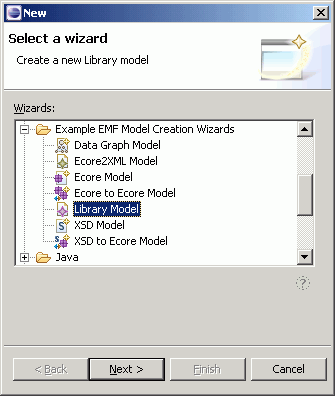 New
Select a wizard
Create a new Library model
Wizards:
Example EMF Model Creation Wizards
Data Graph Model
Ecore2XML Model
Ecore Model
Ecore to Ecore Model
Library Model
XSD Model
XSD to Ecore Model
Java
< Back Next > Finish Cancel